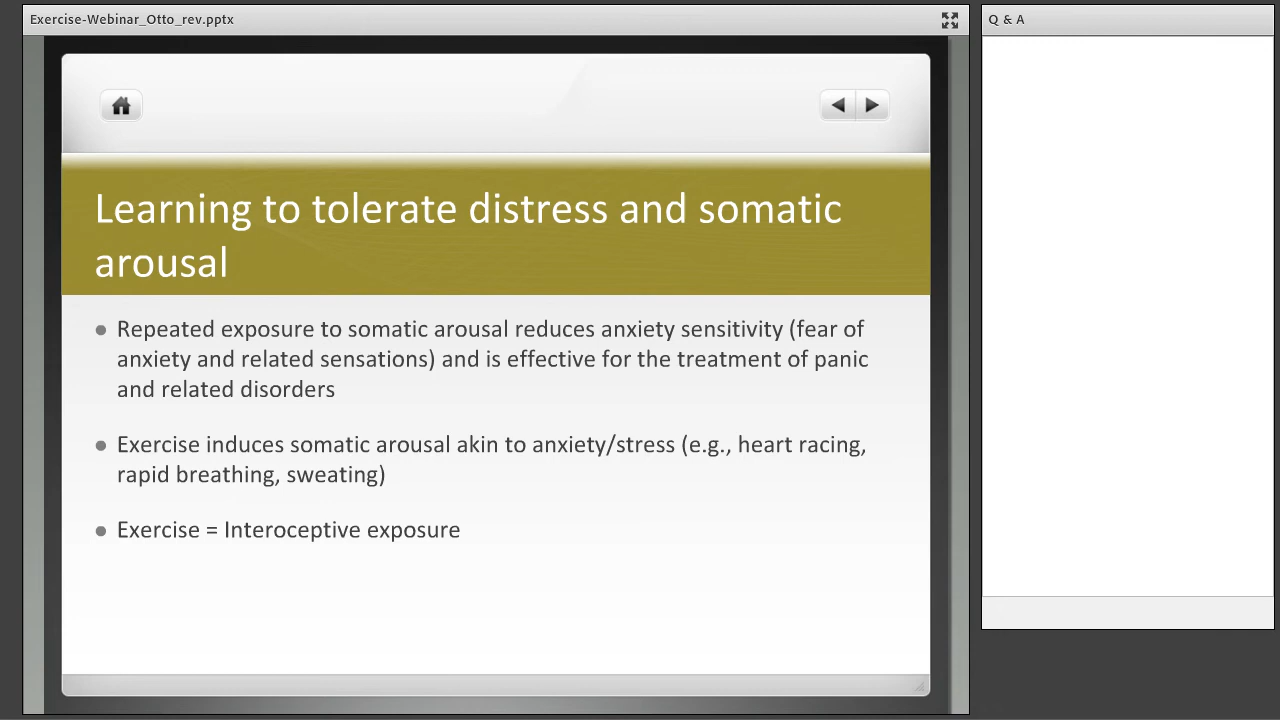 Exercise-Webinar_Otto_rev.pptx
Q & A
Learning to tolerate distress and somatic
arousal
● Repeated exposure to somatic arousal reduces anxiety sensitivity (fear of
anxiety and related sensations) and is effective for the treatment of panic
and related disorders
● Exercise induces somatic arousal akin to anxiety/stress (e.g., heart racing,
rapid breathing, sweating)
● Exercise = Interoceptive exposure